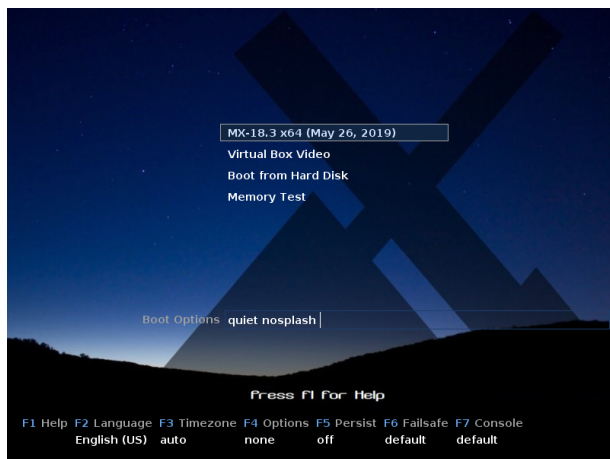 MX-18.3 x64 (May 26, 2019)
Virtual Box Video
Boot from Hard Disk
Memory Test
Boot Options quiet nosplash
Press F1 for Help
F1 Help F2 Language F3 Timezone F4 Options F5 Persist F6 Failsafe F7 Console
English (US) auto none off default default